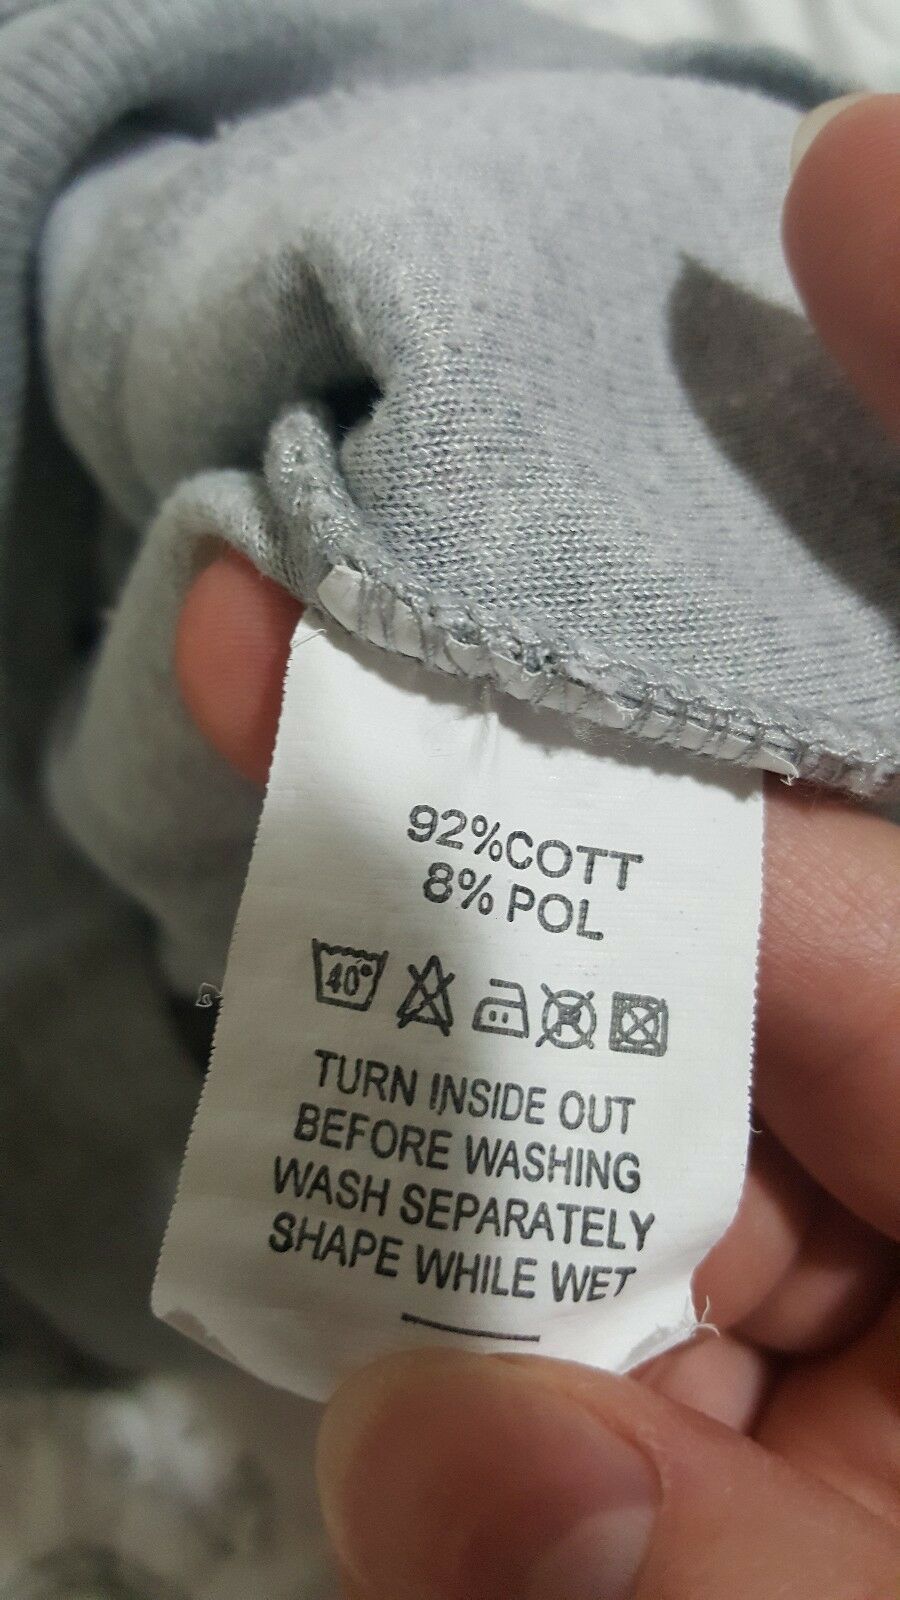 92%COTT
8% POL
40°
TURN INSIDE OUT
BEFORE WASHING
WASH SEPARATELY
SHAPE WHILE WET